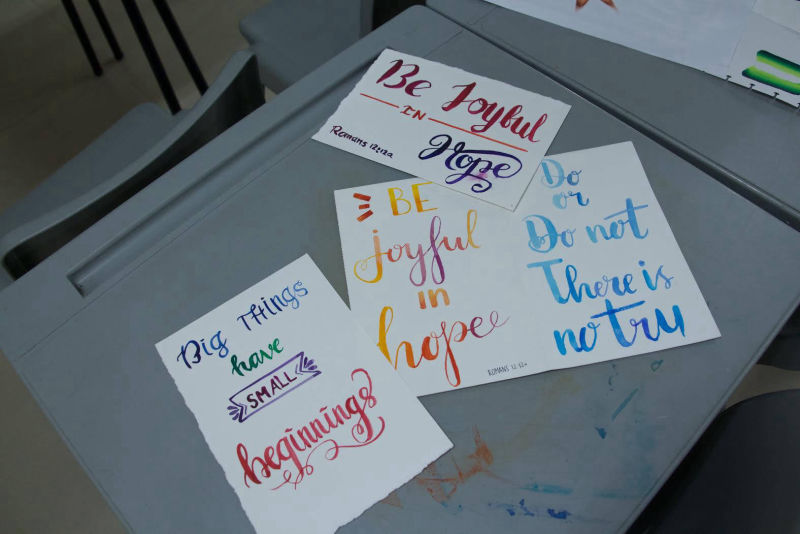 Be Joyful
IN
Hope
Romans 12:12a
BE
joyful
in
hope
ROMANS 12:12a
Do
or
Do not
There is
no try
Big Things
have
SMALL
beginnings